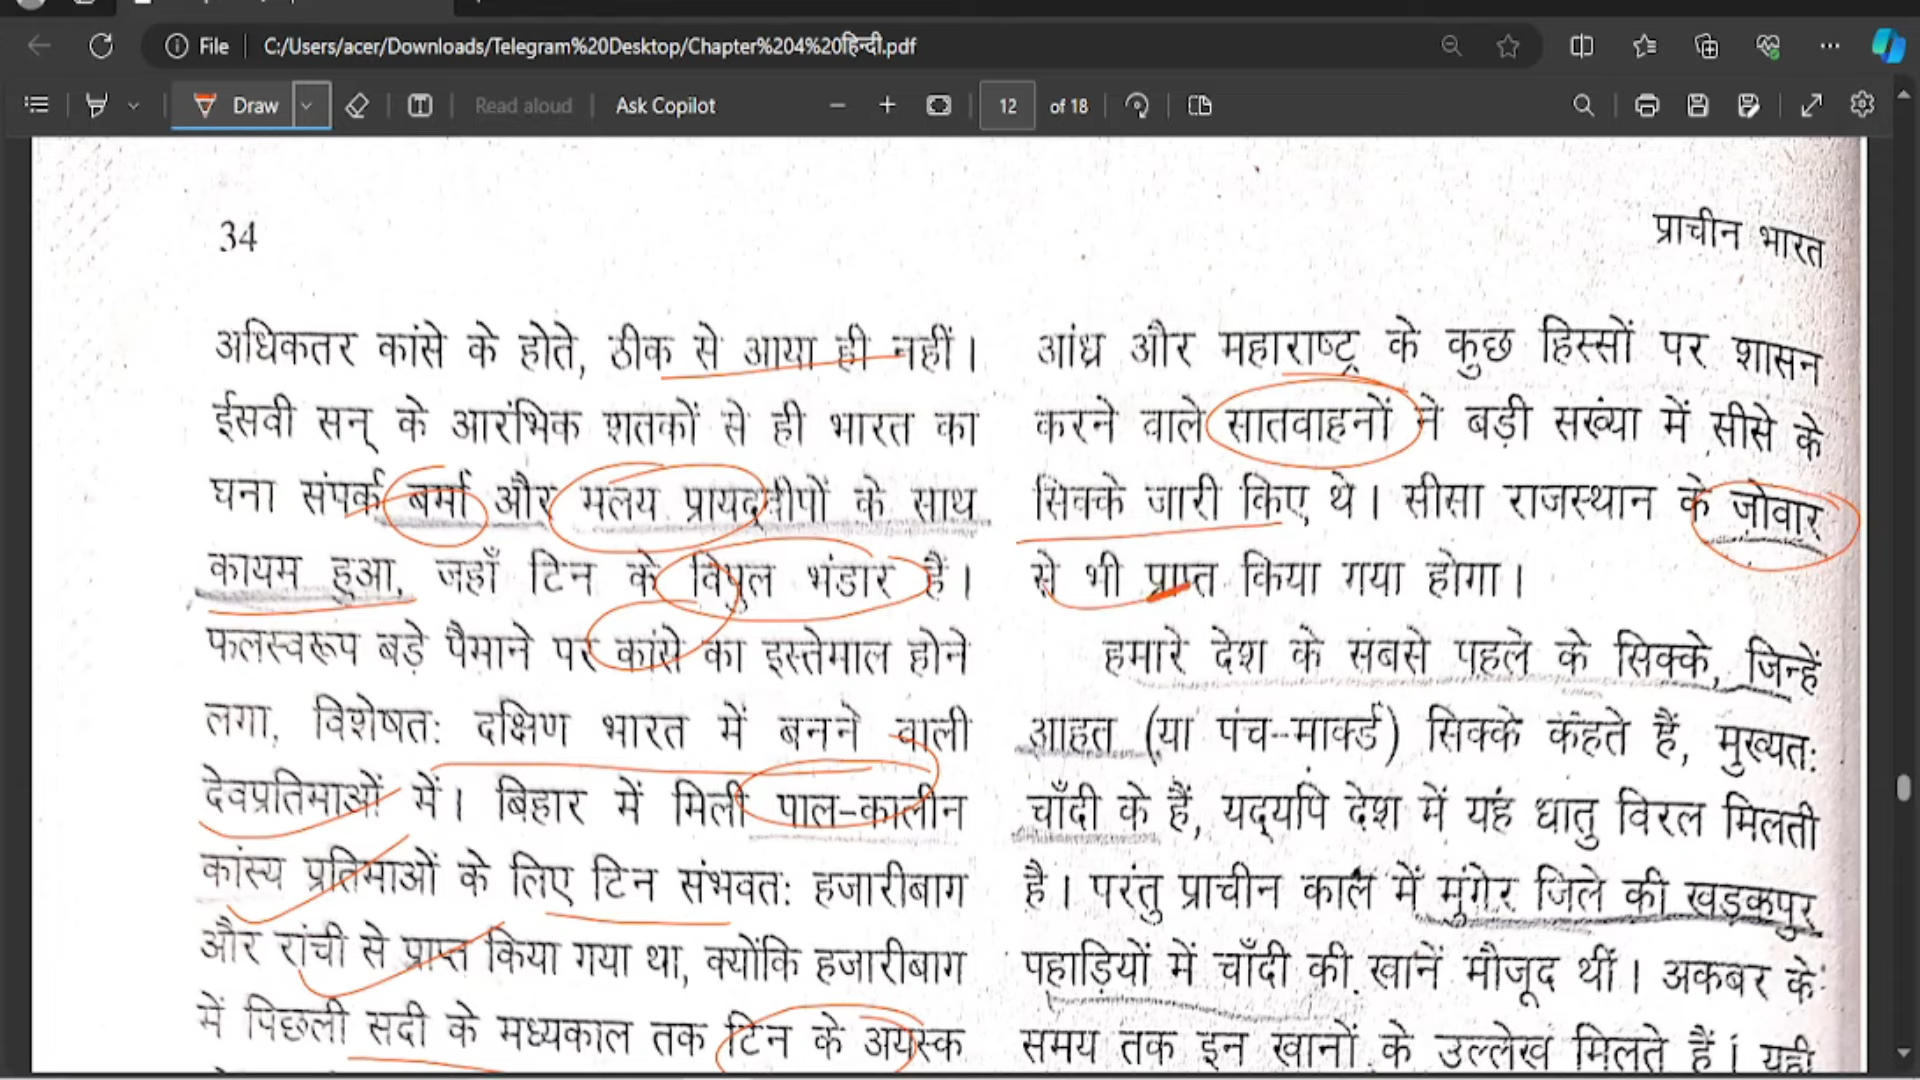 File C:/Users/acer/Downloads/Telegram%20Desktop/Chapter%204%20हिन्दी.pdf
Draw Read aloud Ask Copilot 12 of 18
34
प्राचीन भारत
अधिकतर कांसे के होते, ठीक से आया ही नहीं।
ईसवी सन् के आरंभिक शतकों से ही भारत का
घना संपर्क बर्मा और मलय प्रायद्वीपों के साथ
कायम हुआ, जहाँ टिन के विपुल भंडार हैं।
फलस्वरूप बड़े पैमाने पर कांसे का इस्तेमाल होने
लगा, विशेषत: दक्षिण भारत में बनने वाली
देवप्रतिमाओं में। बिहार में मिली पाल-कालीन
कांस्य प्रतिमाओं के लिए टिन संभवत: हजारीबाग
और रांची से प्राप्त किया गया था, क्योंकि हजारीबाग
में पिछली सदी के मध्यकाल तक टिन के अयस्क
आंध्र और महाराष्ट्र के कुछ हिस्सों पर शासन
करने वाले सातवाहनों ने बड़ी सख्ंया में सीसे के
सिक्के जारी किए थे। सीसा राजस्थान के जोवार
से भी प्राप्त किया गया होगा।
हमारे देश के सबसे पहले के सिक्के, जिन्हें
आहत (या पंच-मार्क्ड) सिक्के कहते हैं, मुख्यत:
चाँदी के हैं, यद्यपि देश में यह धातु विरल मिलती
है। परंतु प्राचीन काल में मुंगेर जिले की खड़कपुर
पहाड़ियों में चाँदी की खानें मौजूद थीं। अकबर के
समय तक इन खानों के उल्लेख मिलते हैं। यही